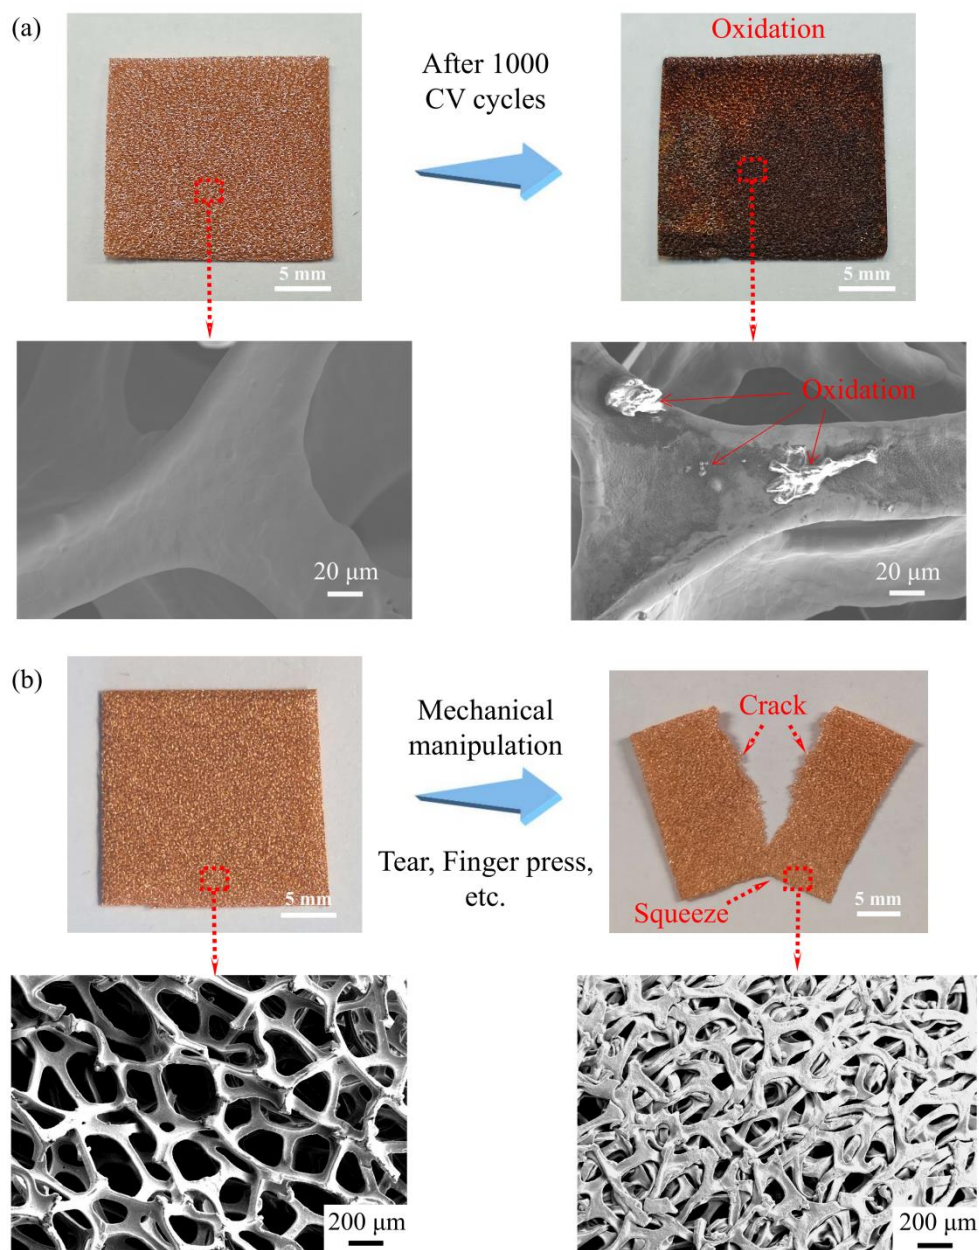 (a)
Oxidation
After 1000
CV cycles
5 mm
5 mm
Oxidation
20 μm
20 μm
(b)
Mechanical
manipulation
Crack
Tear, Finger press,
etc.
5 mm
Squeeze
5 mm
200 μm
200 μm